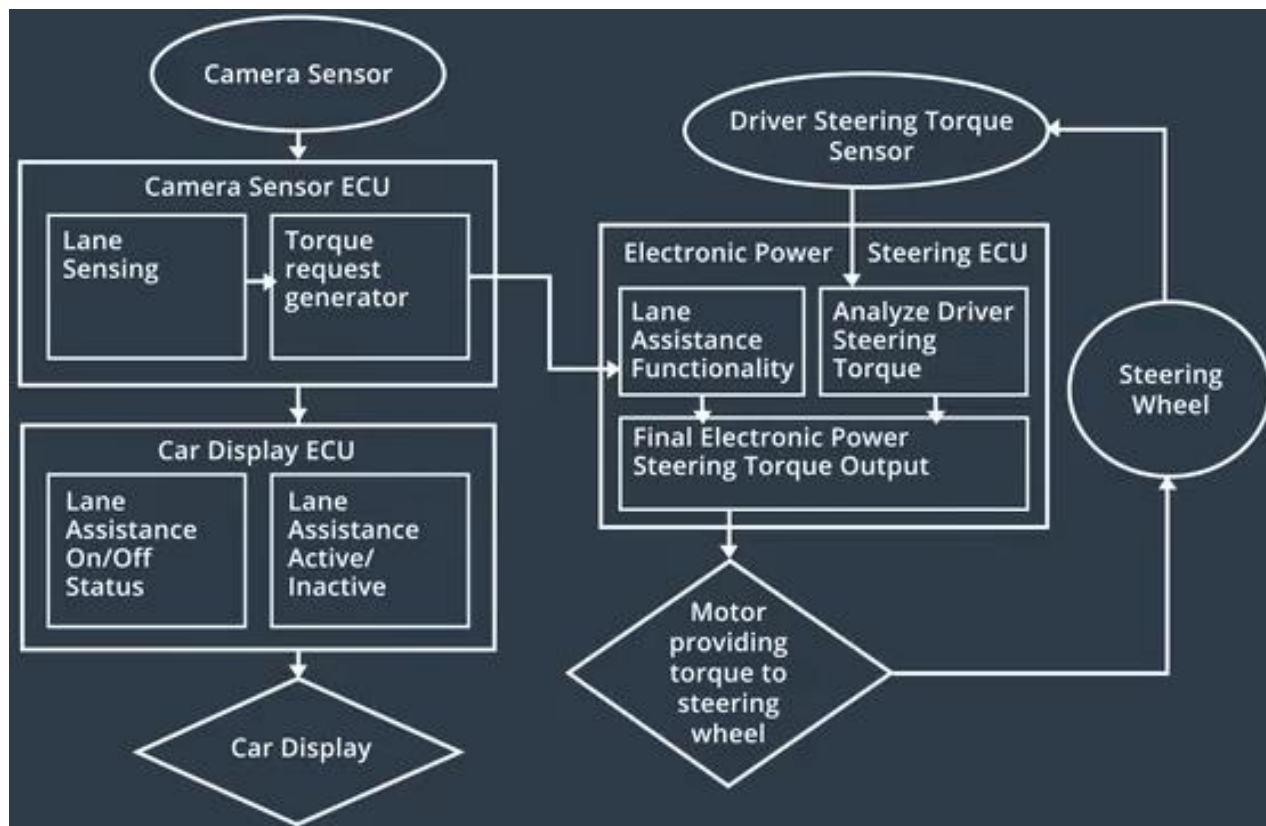 Camera Sensor
Camera Sensor ECU
Lane
Sensing
Torque
request
generator
Car Display ECU
Lane
Assistance
On/Off
Status
Lane
Assistance
Active/
Inactive
Car Display
Driver Steering Torque
Sensor
Electronic Power Steering ECU
Lane
Assistance
Functionality
Analyze Driver
Steering
Torque
Final Electronic Power
Steering Torque Output
Motor
providing
torque to
steering
wheel
Steering
Wheel